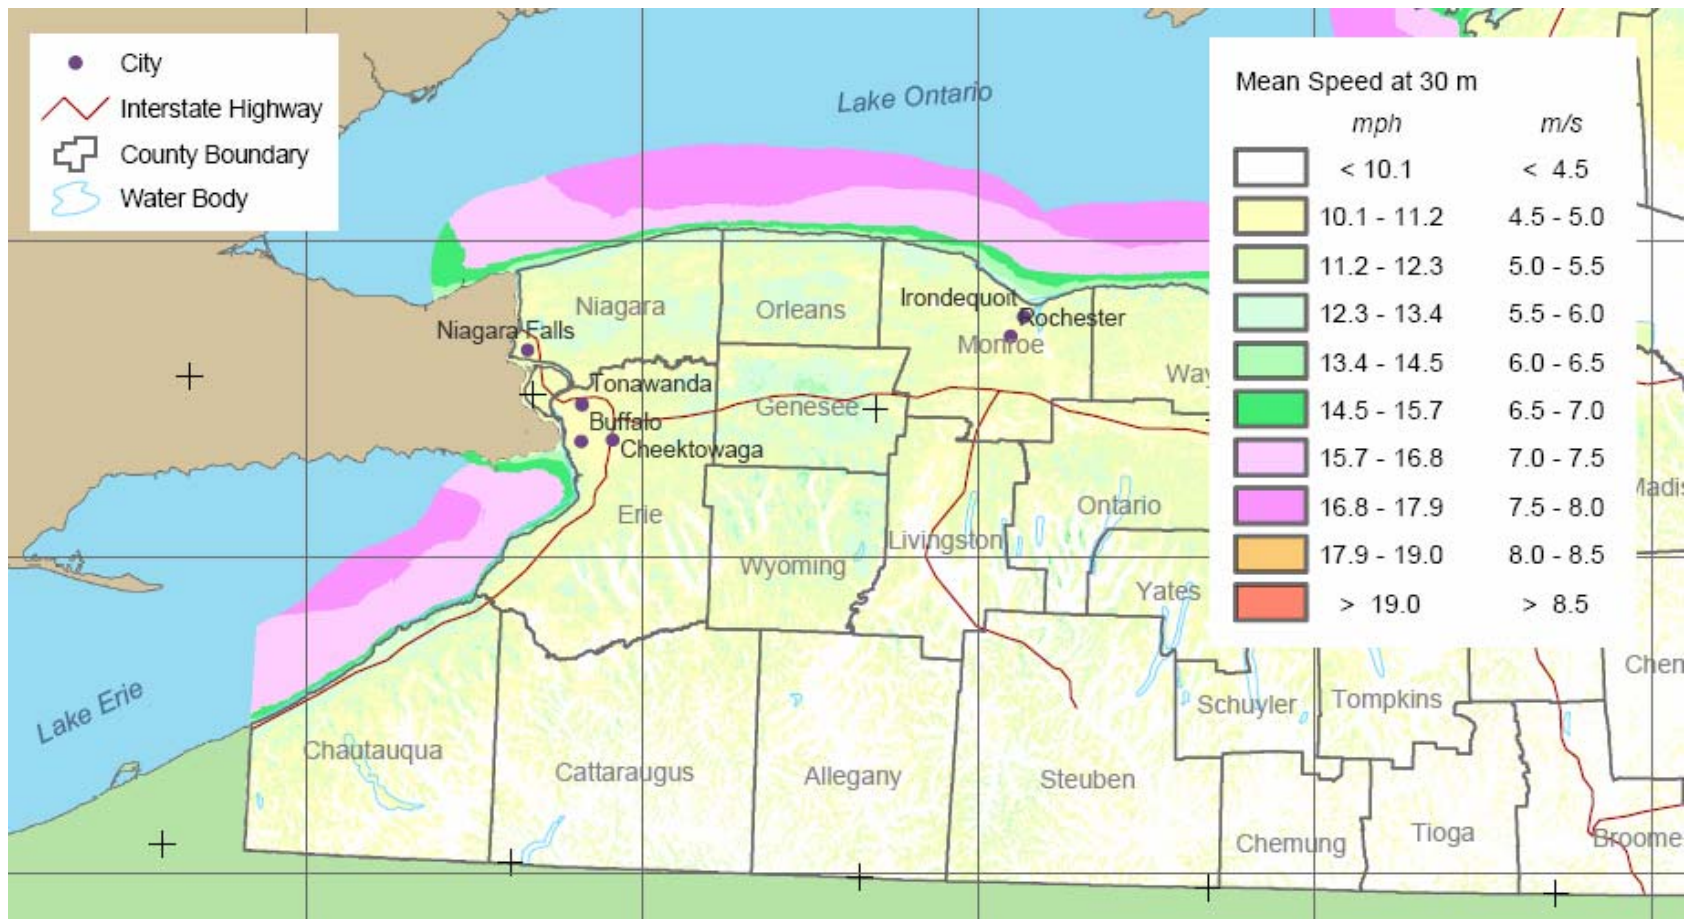 City
Interstate Highway
County Boundary
Water Body
Lake Ontario
Mean Speed at 30 m
mph m/s
< 10.1 < 4.5
10.1 - 11.2 4.5 - 5.0
11.2 - 12.3 5.0 - 5.5
12.3 - 13.4 5.5 - 6.0
13.4 - 14.5 6.0 - 6.5
14.5 - 15.7 6.5 - 7.0
15.7 - 16.8 7.0 - 7.5
16.8 - 17.9 7.5 - 8.0
17.9 - 19.0 8.0 - 8.5
> 19.0 > 8.5
Niagara
Orleans
Irondequoit
Rochester
Niagara Falls
Monroe
Way
Tonawanda
Genesee
Buffalo
Cheektowaga
Madis
Ontario
Erie
Livingston
Wyoming
Yates
Chen
Lake Erie
Schuyler
Tompkins
Chautauqua
Cattaraugus
Allegany
Steuben
Chemung
Tioga
Broome